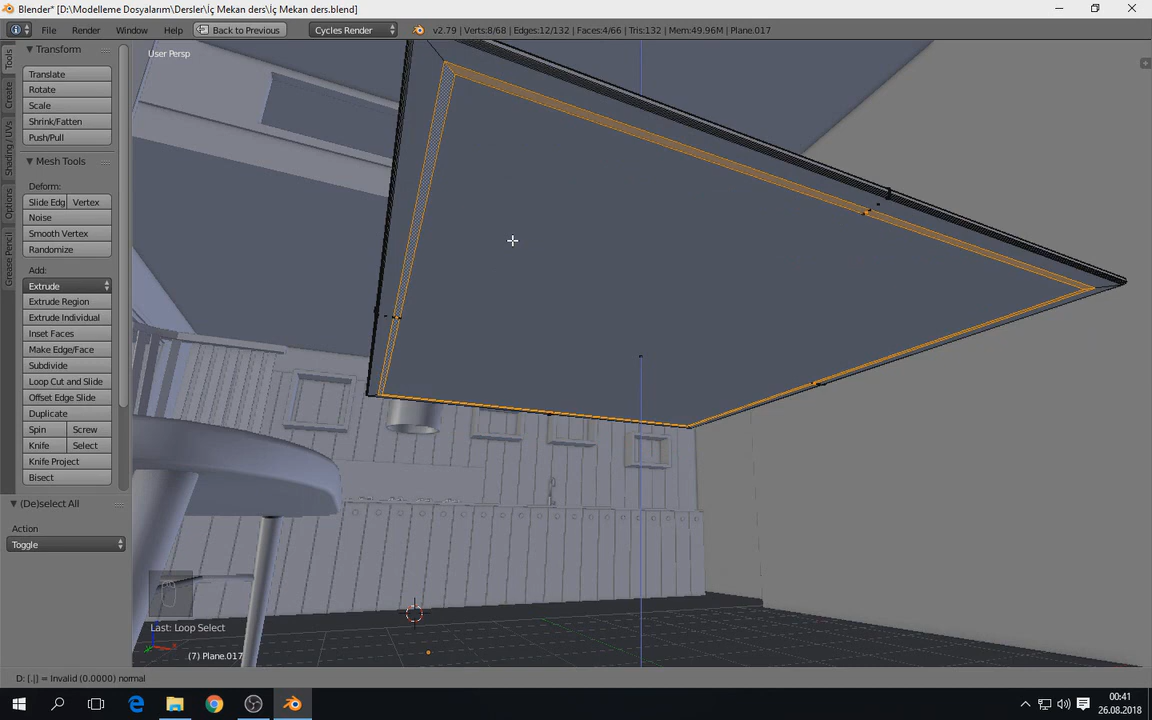 Blender* [D:\Modelleme Dosyalarım\Dersler\İç Mekan ders\İç Mekan ders.blend]
File Render Window Help Back to Previous Cycles Render v2.79 | Verts:8/68 | Edges:12/132 | Faces:4/66 | Tris:132 | Mem:49.96M | Plane.017
Tools
Create
Shading / UVs
Options
Grease Pencil
Transform
Translate
Rotate
Scale
Shrink/Fatten
Push/Pull
Mesh Tools
Deform:
Slide Edg Vertex
Noise
Smooth Vertex
Randomize
Add:
Extrude
Extrude Region
Extrude Individual
Inset Faces
Make Edge/Face
Subdivide
Loop Cut and Slide
Offset Edge Slide
Duplicate
Spin Screw
Knife Select
Knife Project
Bisect
(De)select All
Action
Toggle
User Persp
Last: Loop Select
(7) Plane.017
D: [.|] = Invalid (0.0000) normal
00:41
26.08.2018